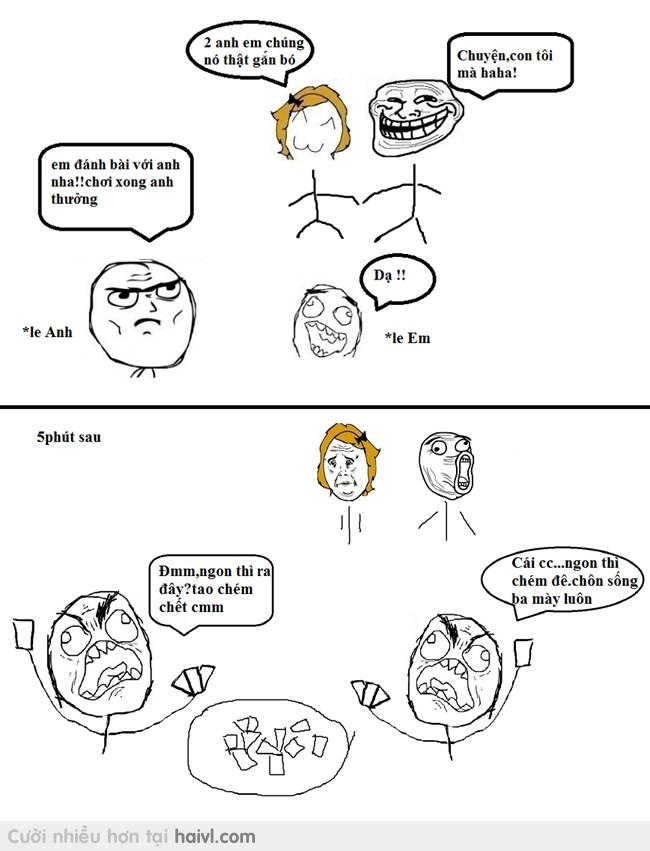 2 anh em chúng
nó thật gắn bó
Chuyện,con tôi
mà haha!
em đánh bài với anh
nha!!chơi xong anh
thưởng
Dạ !!
*le Anh
*le Em
5phút sau
Đmm,ngon thì ra
đây?tao chém
chết cmm
Cái cc...ngon thì
chém đê.chôn sống
ba mày luôn
Cười nhiều hơn tại haivl.com